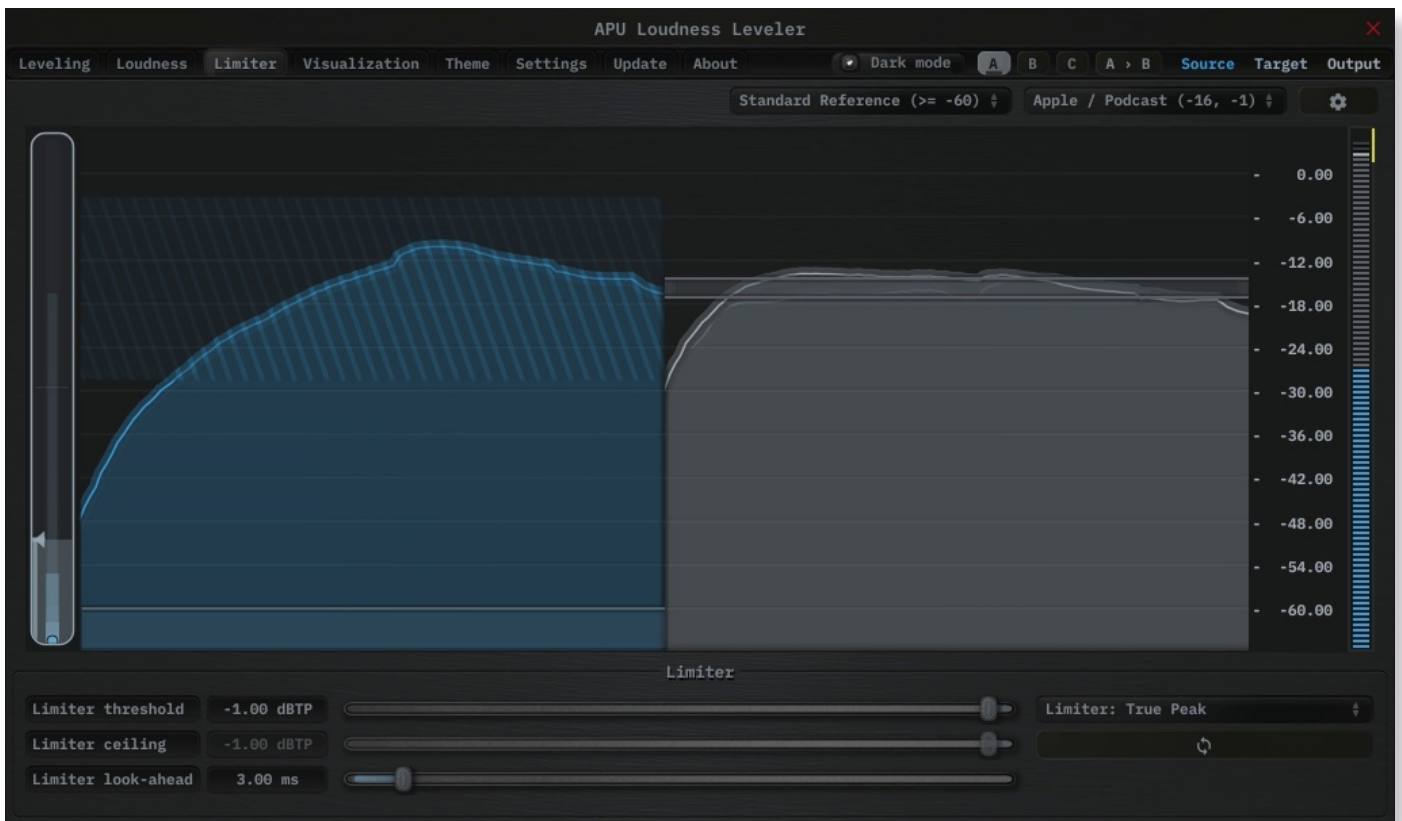 APU Loudness Leveler
Leveling Loudness Limiter Visualization Theme Settings Update About Dark mode A B C A › B Source Target Output
Standard Reference (>= -60) Apple / Podcast (-16, -1)
- 0.00
- -6.00
- -12.00
- -18.00
- -24.00
- -30.00
- -36.00
- -42.00
- -48.00
- -54.00
- -60.00
Limiter
Limiter threshold -1.00 dBTP Limiter: True Peak
Limiter ceiling -1.00 dBTP
Limiter look-ahead 3.00 ms